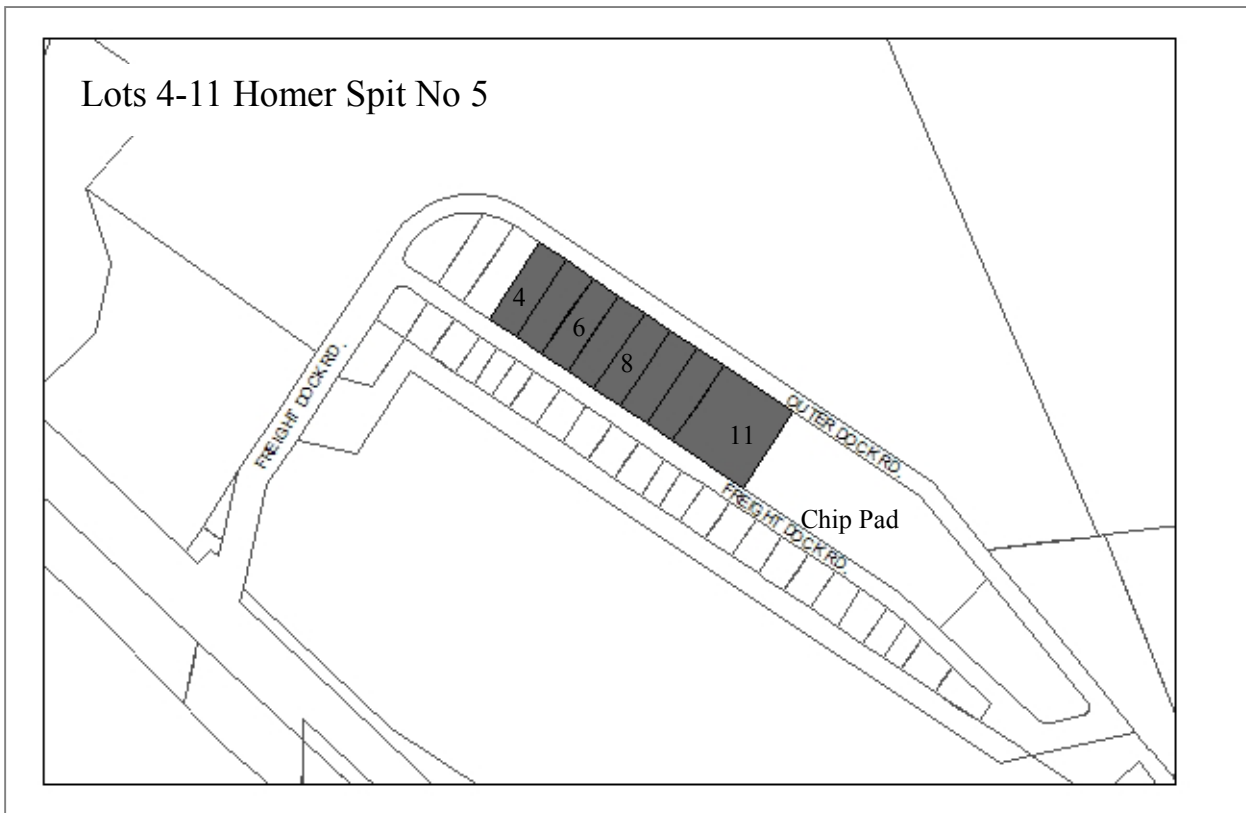 Lots 4-11 Homer Spit No 5
4
6
8
11
FREIGHT DOCK RD.
OUTER DOCK RD.
FREIGHT DOCK RD.
Chip Pad